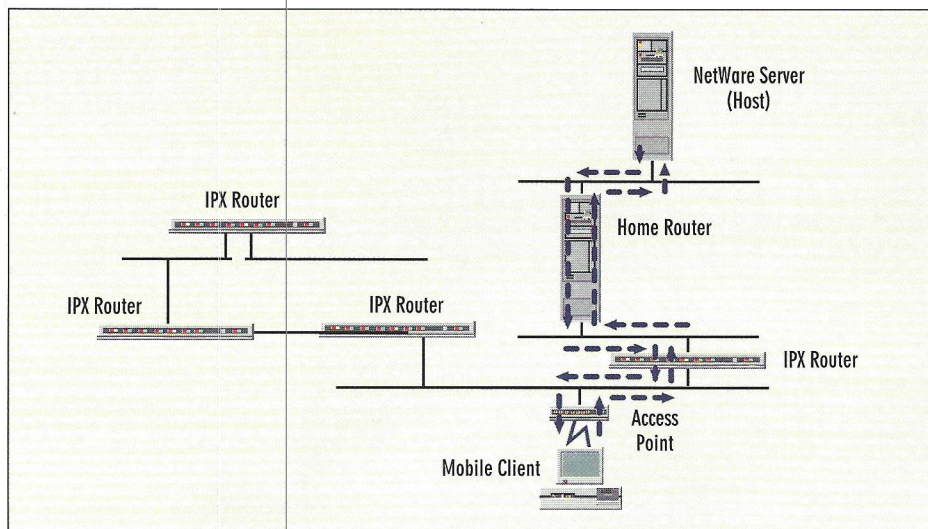 NetWare Server
(Host)
IPX Router
Home Router
IPX Router
IPX Router
IPX Router
Access
Point
Mobile Client